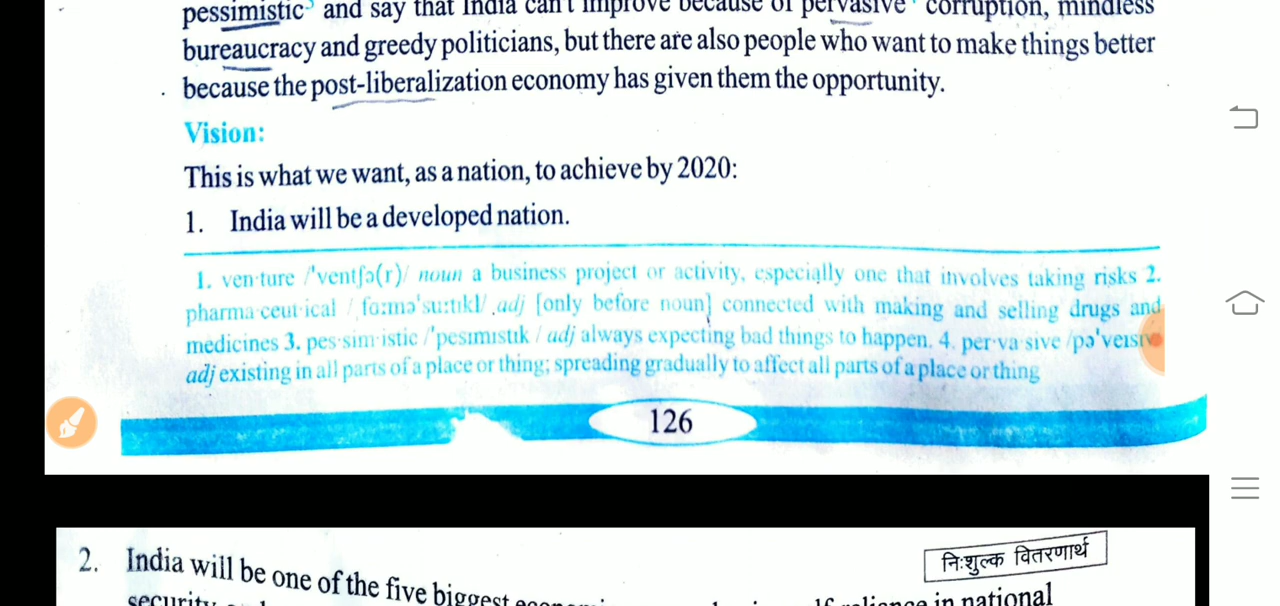 pessimistic³ and say that India can't improve because of pervasive⁴ corruption, mindless
bureaucracy and greedy politicians, but there are also people who want to make things better
because the post-liberalization economy has given them the opportunity.
Vision:
This is what we want, as a nation, to achieve by 2020:
1. India will be a developed nation.
1. ven·ture /'ventʃə(r)/ noun a business project or activity, especially one that involves taking risks 2.
pharma·ceut·ical / fɑːmə'suːtɪkl/ adj [only before noun] connected with making and selling drugs and
medicines 3. pes·sim·istic /'pesɪmɪstɪk / adj always expecting bad things to happen. 4. per·va·sive /pə'veɪsɪv
adj existing in all parts of a place or thing; spreading gradually to affect all parts of a place or thing
126
निःशुल्क वितरणार्थ
2. India will be one of the five biggest
security in national